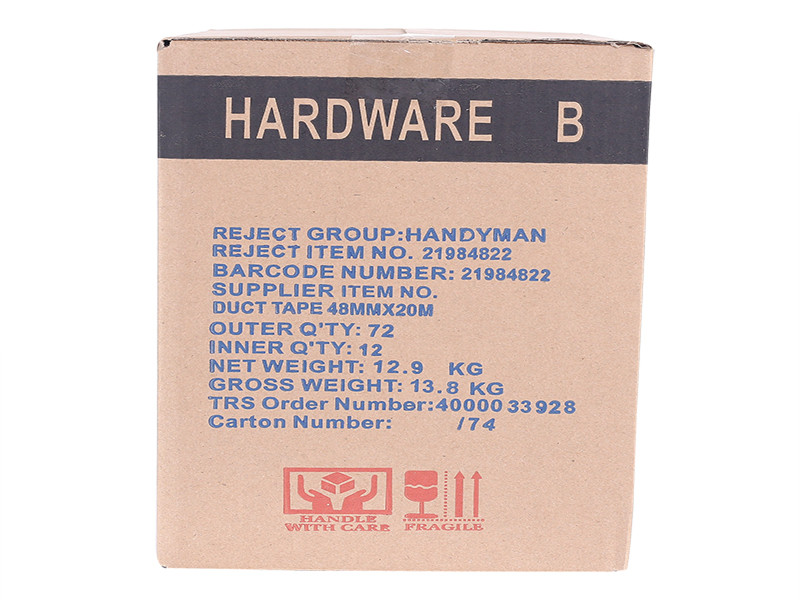 HARDWARE B
REJECT GROUP:HANDYMAN
REJECT ITEM NO. 21984822
BARCODE NUMBER: 21984822
SUPPLIER ITEM NO.
DUCT TAPE 48MMX20M
OUTER Q'TY: 72
INNER Q'TY: 12
NET WEIGHT: 12.9 KG
GROSS WEIGHT: 13.8 KG
TRS Order Number:4000033928
Carton Number: /74
HANDLE
WITH CARE
FRAGILE